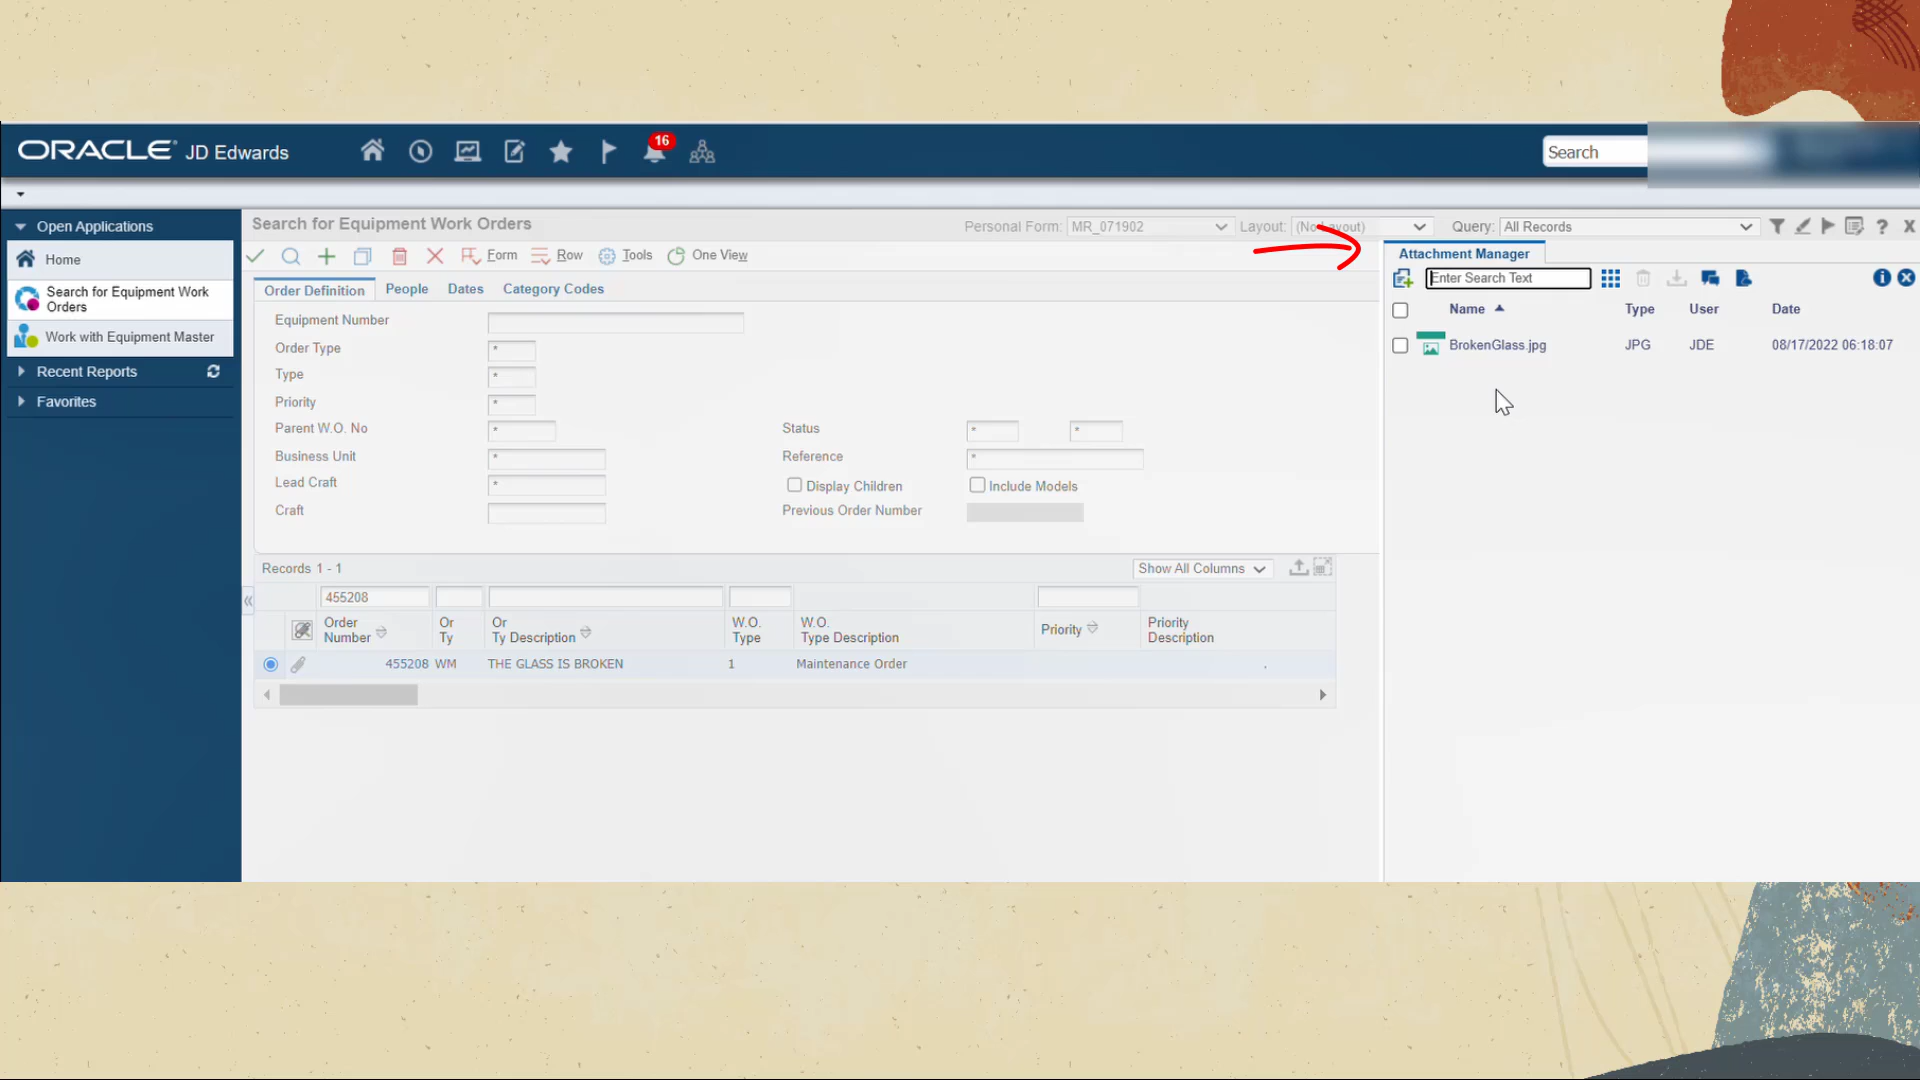 ORACLE JD Edwards
16
Search
Open Applications
Home
Search for Equipment Work
Orders
Work with Equipment Master
Recent Reports
Favorites
Search for Equipment Work Orders
Personal Form: MR_071902
Layout: (No Layout)
Query: All Records
Form
Row
Tools
One View
Order Definition
People
Dates
Category Codes
Equipment Number
Order Type *
Type *
Priority *
Parent W.O. No *
Status * *
Business Unit *
Reference *
Lead Craft *
Display Children
Include Models
Craft
Previous Order Number
Records 1 - 1
Show All Columns
455208
Order
Number
Or
Ty
Or
Ty Description
W.O.
Type
W.O.
Type Description
Priority
Priority
Description
455208 WM THE GLASS IS BROKEN 1 Maintenance Order .
Attachment Manager
Enter Search Text
Name Type User Date
BrokenGlass.jpg JPG JDE 08/17/2022 06:18:07